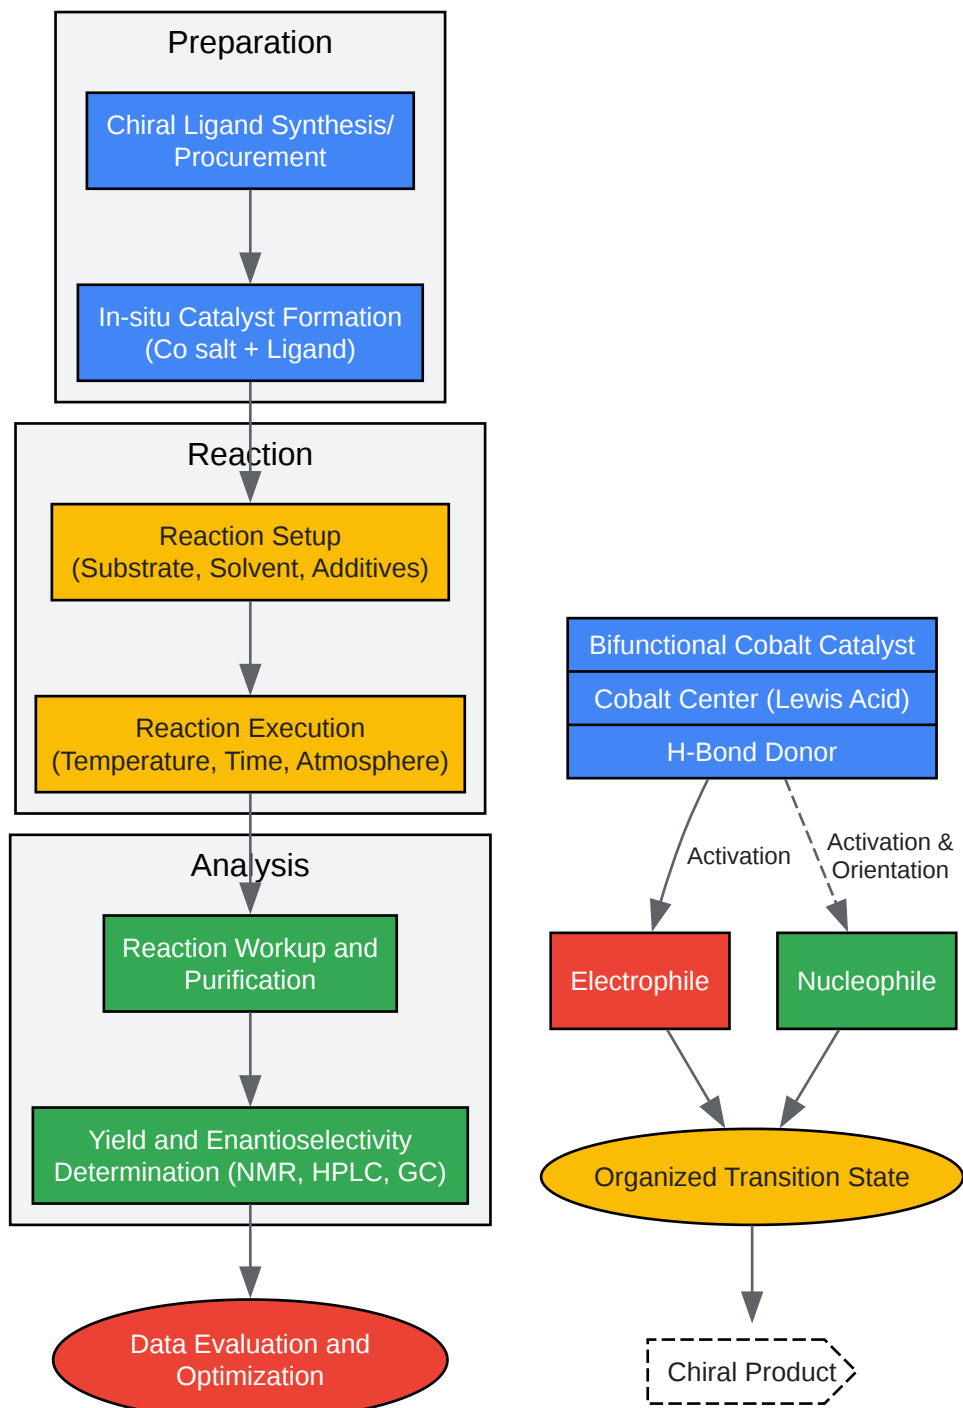 Preparation
Chiral Ligand Synthesis/
Procurement
In-situ Catalyst Formation
(Co salt + Ligand)
Reaction
Reaction Setup
(Substrate, Solvent, Additives)
Reaction Execution
(Temperature, Time, Atmosphere)
Analysis
Reaction Workup and
Purification
Yield and Enantioselectivity
Determination (NMR, HPLC, GC)
Data Evaluation and
Optimization
Bifunctional Cobalt Catalyst
Cobalt Center (Lewis Acid)
H-Bond Donor
Activation
Activation &
Orientation
Electrophile
Nucleophile
Organized Transition State
Chiral Product